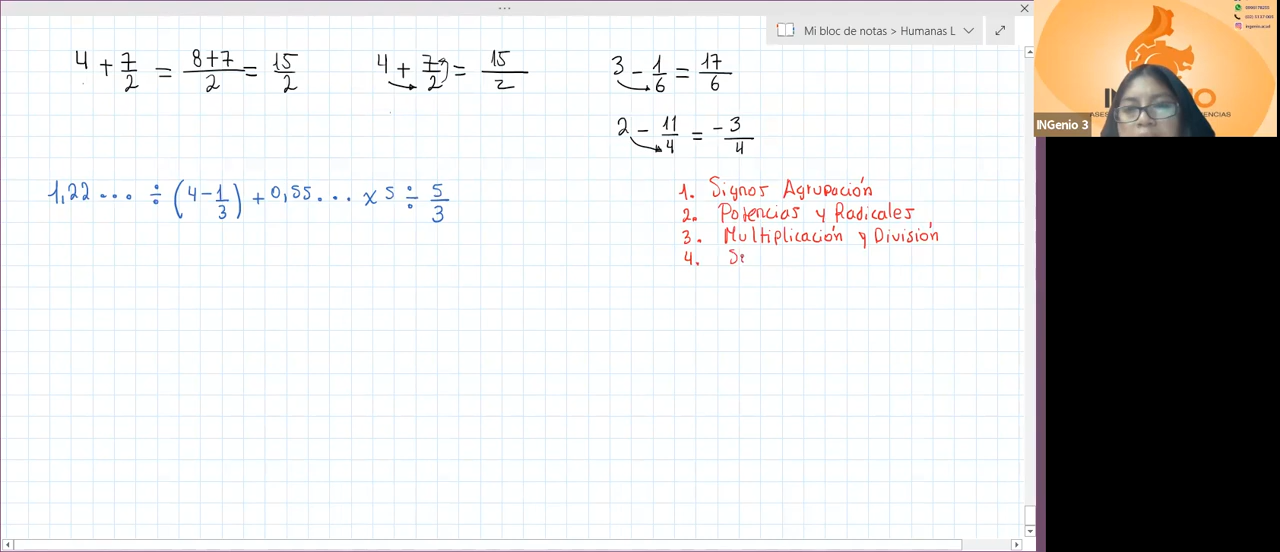 Mi bloc de notas > Humanas L
4 + 7/2 = (8+7)/2 = 15/2
4 + 7/2 = 15/2
3 - 1/6 = 17/6
2 - 11/4 = -3/4
1,22... ÷ (4 - 1/3) + 0,55... x 5 ÷ 5/3
1. Signos Agrupación
2. Potencias y Radicales
3. Multiplicación y División
4. Si
INGenio 3